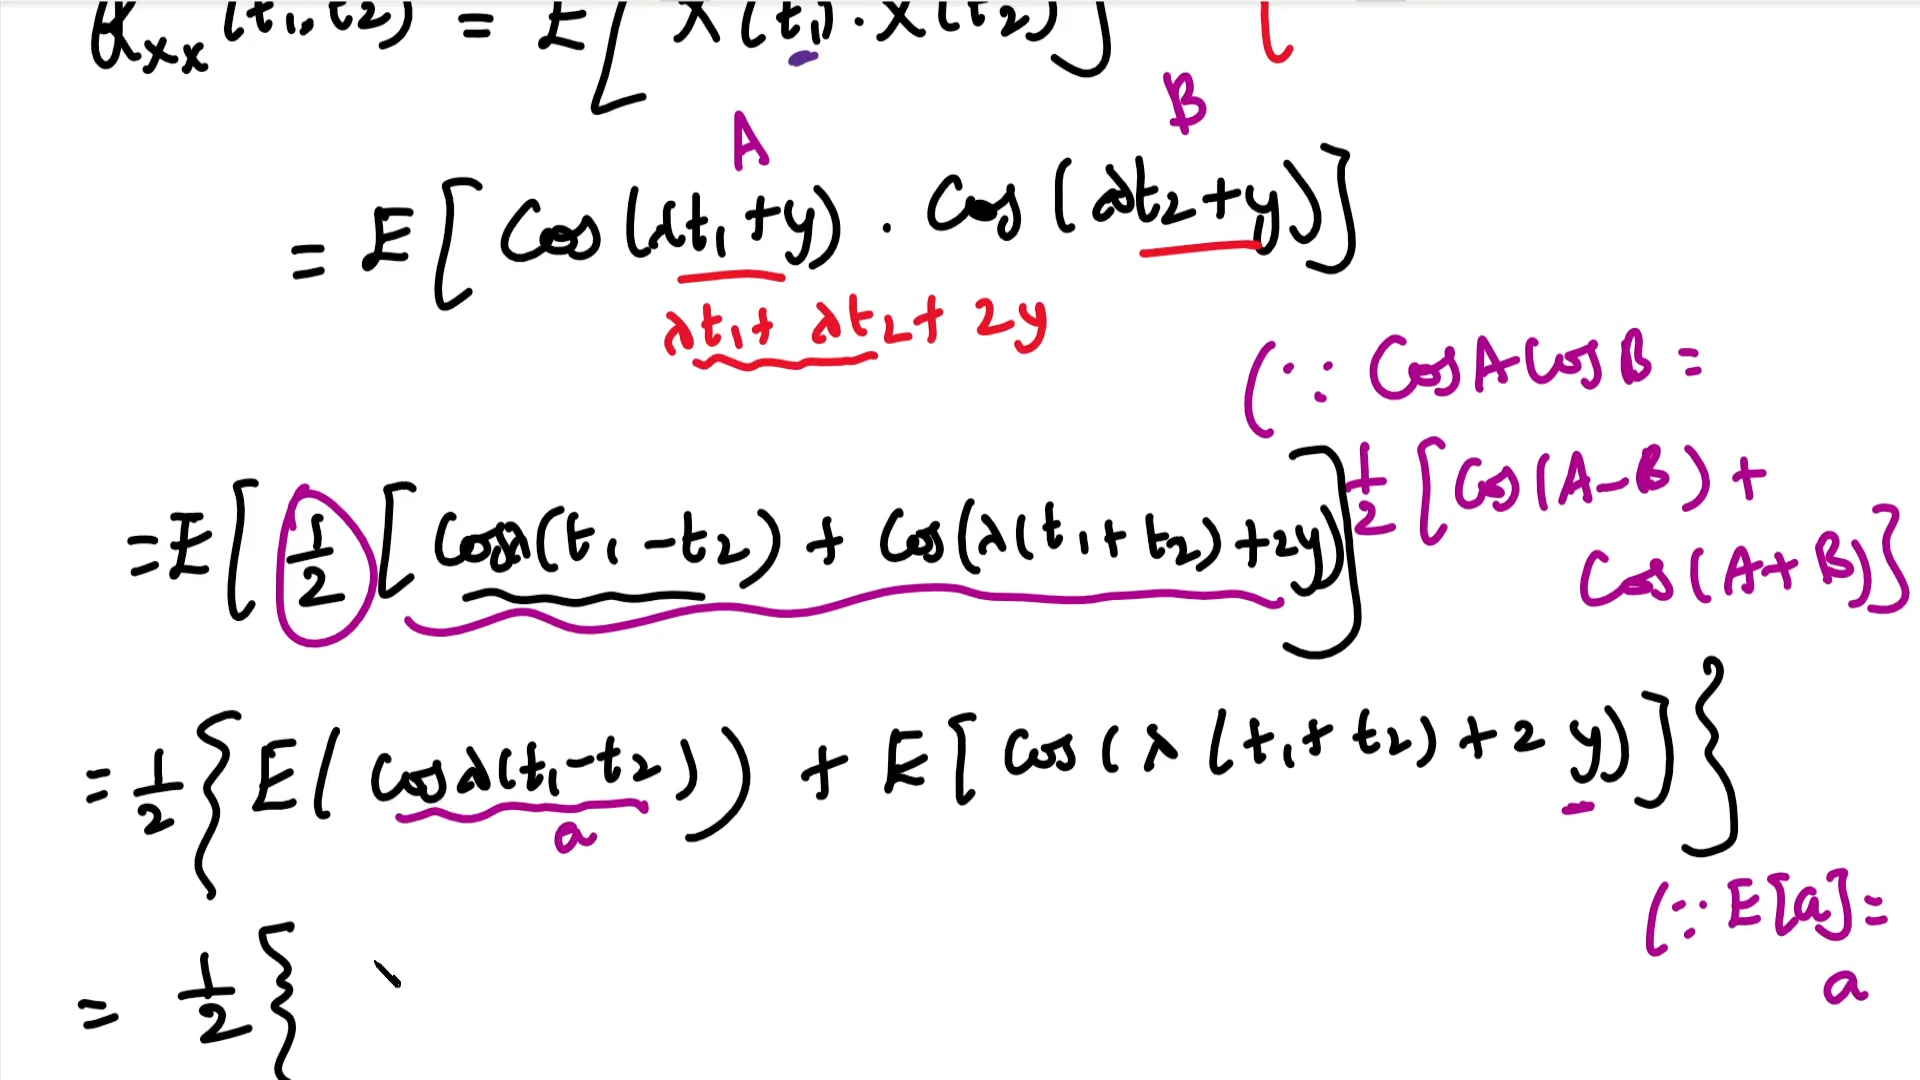 Rxx (t1, t2) = E[ X(t1) . X(t2) ]
A B
= E[ Cos(λt1+y) . Cos(λt2+y) ]
λt1+ λt2+ 2y
(∵ CosA CosB =
1/2 [Cos(A-B) +
Cos(A+B)]
=E[ 1/2 [ Cosλ(t1-t2) + Cos(λ(t1+t2)+2y) ]
= 1/2 { E( Cosλ(t1-t2) ) + E[ Cos(λ(t1+t2)+2y) ] }
a
(∵ E[a]=
a
= 1/2 {